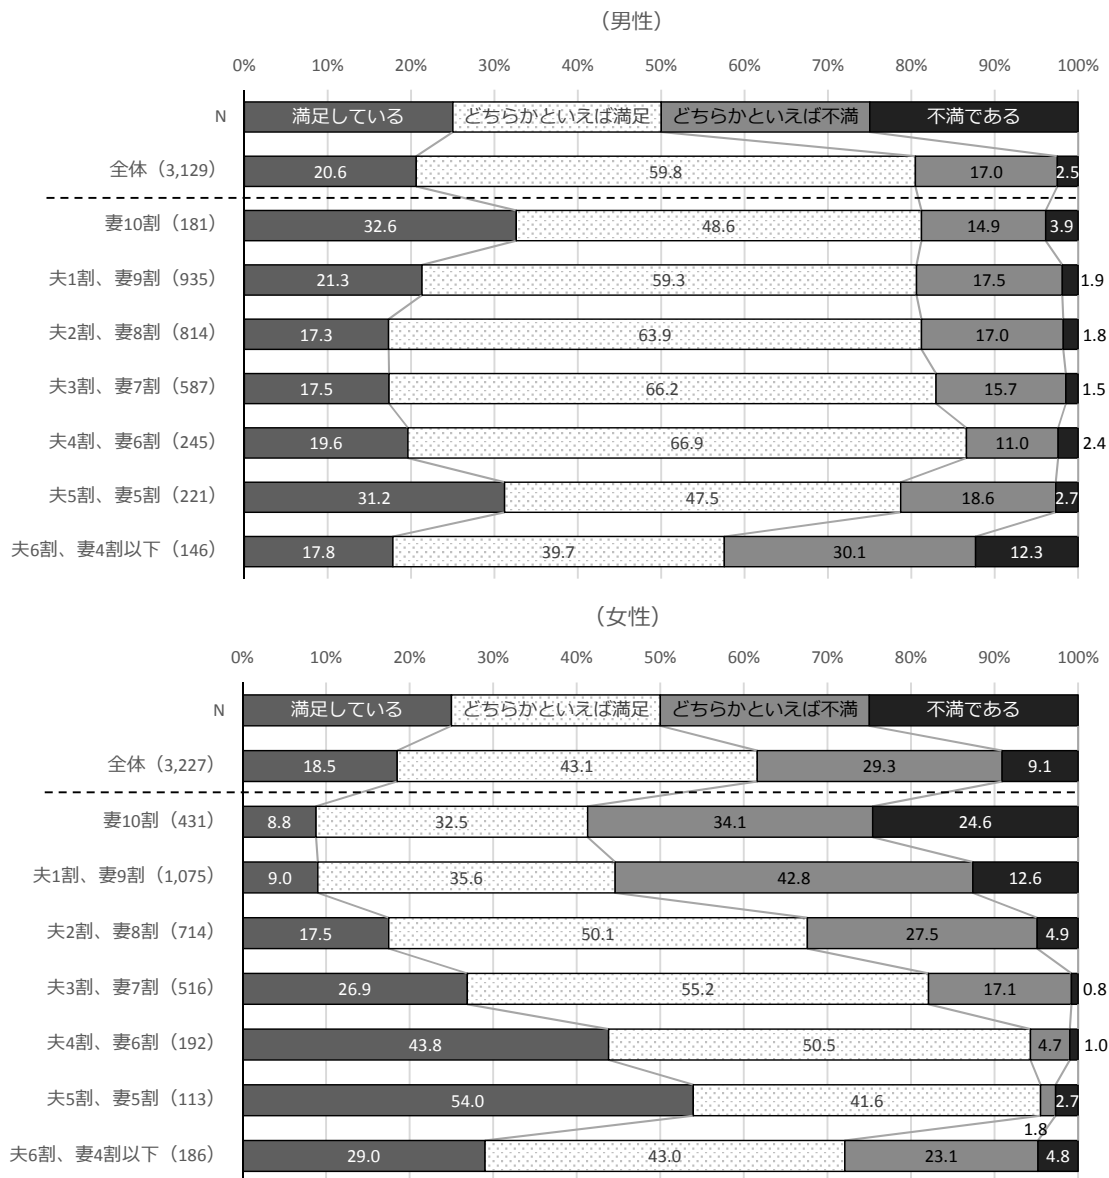 （男性）
0% 10% 20% 30% 40% 50% 60% 70% 80% 90% 100%
N 満足している どちらかといえば満足 どちらかといえば不満 不満である
全体（3,129） 20.6 59.8 17.0 2.5
妻10割（181） 32.6 48.6 14.9 3.9
夫1割、妻9割（935） 21.3 59.3 17.5 1.9
夫2割、妻8割（814） 17.3 63.9 17.0 1.8
夫3割、妻7割（587） 17.5 66.2 15.7 1.5
夫4割、妻6割（245） 19.6 66.9 11.0 2.4
夫5割、妻5割（221） 31.2 47.5 18.6 2.7
夫6割、妻4割以下（146） 17.8 39.7 30.1 12.3
（女性）
0% 10% 20% 30% 40% 50% 60% 70% 80% 90% 100%
N 満足している どちらかといえば満足 どちらかといえば不満 不満である
全体（3,227） 18.5 43.1 29.3 9.1
妻10割（431） 8.8 32.5 34.1 24.6
夫1割、妻9割（1,075） 9.0 35.6 42.8 12.6
夫2割、妻8割（714） 17.5 50.1 27.5 4.9
夫3割、妻7割（516） 26.9 55.2 17.1 0.8
夫4割、妻6割（192） 43.8 50.5 4.7 1.0
夫5割、妻5割（113） 54.0 41.6 1.8 2.7
夫6割、妻4割以下（186） 29.0 43.0 23.1 4.8